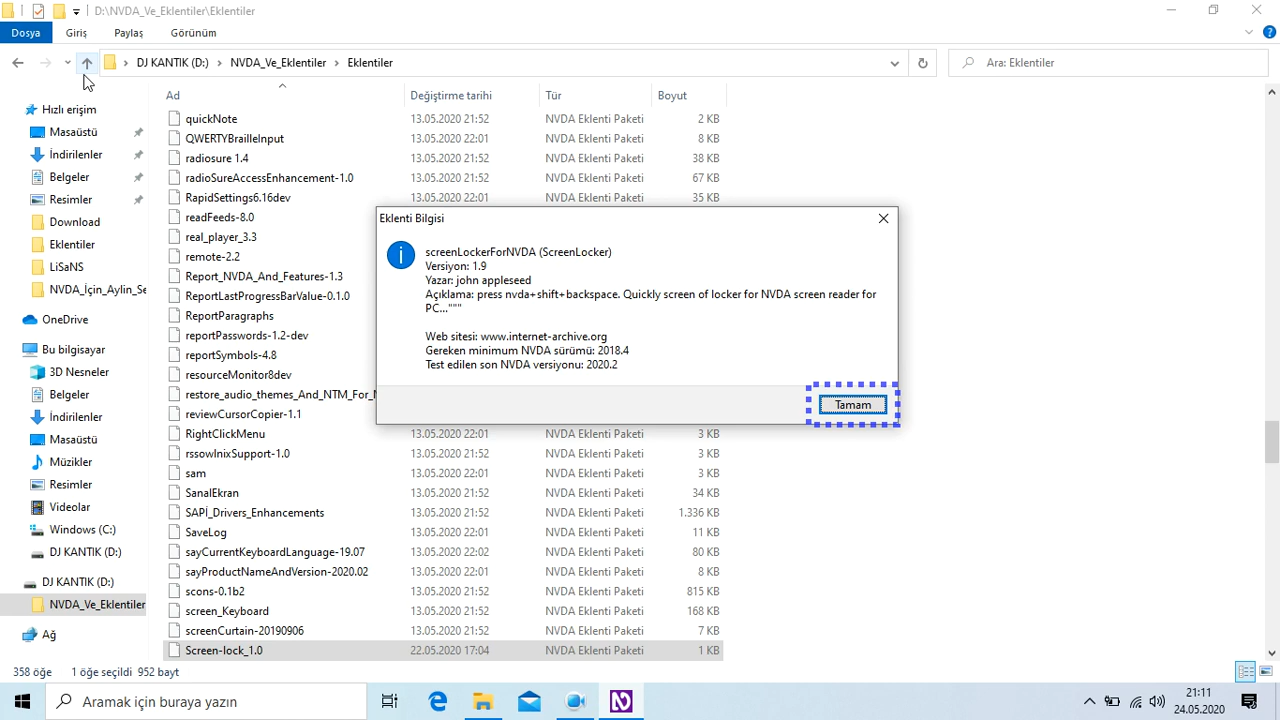 D:\NVDA_Ve_Eklentiler\Eklentiler
Dosya Giriş Paylaş Görünüm
DJ KANTIK (D:) NVDA_Ve_Eklentiler Eklentiler
Ara: Eklentiler
Ad Değiştirme tarihi Tür Boyut
Hızlı erişim
Masaüstü
İndirilenler
Belgeler
Resimler
Download
Eklentiler
LiSaNS
NVDA_İçin_Aylin_Se
OneDrive
Bu bilgisayar
3D Nesneler
Belgeler
İndirilenler
Masaüstü
Müzikler
Resimler
Videolar
Windows (C:)
DJ KANTIK (D:)
DJ KANTIK (D:)
NVDA_Ve_Eklentiler
Ağ
quickNote 13.05.2020 21:52 NVDA Eklenti Paketi 2 KB
QWERTYBrailleInput 13.05.2020 22:01 NVDA Eklenti Paketi 8 KB
radiosure 1.4 13.05.2020 21:52 NVDA Eklenti Paketi 38 KB
radioSureAccessEnhancement-1.0 13.05.2020 21:52 NVDA Eklenti Paketi 67 KB
RapidSettings6.16dev 13.05.2020 22:01 NVDA Eklenti Paketi 35 KB
readFeeds-8.0
real_player_3.3
remote-2.2
Report_NVDA_And_Features-1.3
ReportLastProgressBarValue-0.1.0
ReportParagraphs
reportPasswords-1.2-dev
reportSymbols-4.8
resourceMonitor8dev
restore_audio_themes_And_NTM_For_N
reviewCursorCopier-1.1
RightClickMenu 13.05.2020 22:01 NVDA Eklenti Paketi 3 KB
rssowlnixSupport-1.0 13.05.2020 22:01 NVDA Eklenti Paketi 3 KB
sam 13.05.2020 22:01 NVDA Eklenti Paketi 3 KB
SanalEkran 13.05.2020 21:52 NVDA Eklenti Paketi 34 KB
SAPİ_Drivers_Enhancements 13.05.2020 21:52 NVDA Eklenti Paketi 1.336 KB
SaveLog 13.05.2020 22:01 NVDA Eklenti Paketi 11 KB
sayCurrentKeyboardLanguage-19.07 13.05.2020 22:02 NVDA Eklenti Paketi 80 KB
sayProductNameAndVersion-2020.02 13.05.2020 22:01 NVDA Eklenti Paketi 8 KB
scons-0.1b2 13.05.2020 21:52 NVDA Eklenti Paketi 815 KB
screen_Keyboard 13.05.2020 21:52 NVDA Eklenti Paketi 168 KB
screenCurtain-20190906 13.05.2020 21:52 NVDA Eklenti Paketi 7 KB
Screen-lock_1.0 22.05.2020 17:04 NVDA Eklenti Paketi 1 KB
Eklenti Bilgisi
screenLockerForNVDA (ScreenLocker)
Versiyon: 1.9
Yazar: john appleseed
Açıklama: press nvda+shift+backspace. Quickly screen of locker for NVDA screen reader for
PC..."""
Web sitesi: www.internet-archive.org
Gereken minimum NVDA sürümü: 2018.4
Test edilen son NVDA versiyonu: 2020.2
Tamam
358 öğe 1 öğe seçildi 952 bayt
Aramak için buraya yazın
21:11
24.05.2020